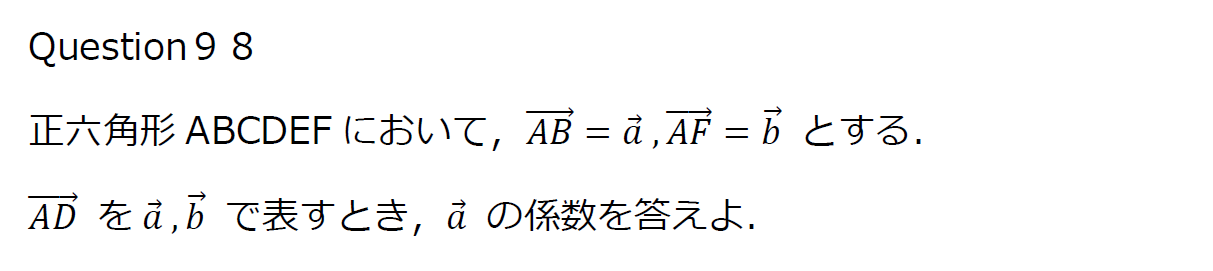 Question９８
正六角形 ABCDEF において，$\overrightarrow{AB} = \vec{a}$ , $\overrightarrow{AF} = \vec{b}$ とする．
$\overrightarrow{AD}$ を $\vec{a}$ , $\vec{b}$ で表すとき，$\vec{a}$ の係数を答えよ．